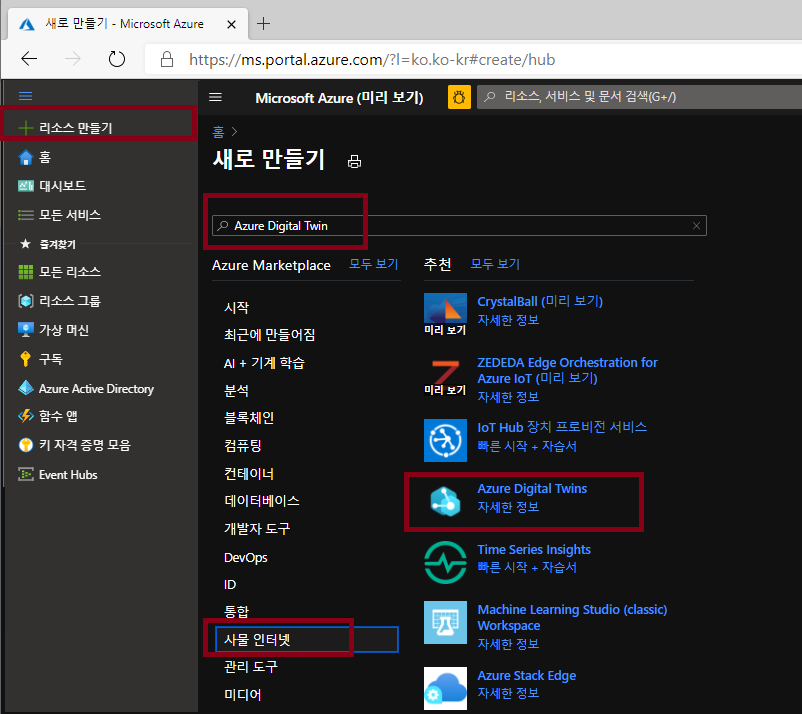 새로 만들기 - Microsoft Azure
https://ms.portal.azure.com/?l=ko.ko-kr#create/hub
Microsoft Azure (미리 보기)
리소스, 서비스 및 문서 검색(G+/)
리소스 만들기
홈
대시보드
모든 서비스
즐겨찾기
모든 리소스
리소스 그룹
가상 머신
구독
Azure Active Directory
함수 앱
키 자격 증명 모음
Event Hubs
홈
새로 만들기
Azure Digital Twin
Azure Marketplace 모두 보기
시작
최근에 만들어짐
AI + 기계 학습
분석
블록체인
컴퓨팅
컨테이너
데이터베이스
개발자 도구
DevOps
ID
통합
사물 인터넷
관리 도구
미디어
추천 모두 보기
미리 보기
CrystalBall (미리 보기)
자세한 정보
미리 보기
ZEDEDA Edge Orchestration for
Azure IoT (미리 보기)
자세한 정보
IoT Hub 장치 프로비전 서비스
빠른 시작 + 자습서
Azure Digital Twins
자세한 정보
Time Series Insights
빠른 시작 + 자습서
Machine Learning Studio (classic)
Workspace
자세한 정보
Azure Stack Edge
자세한 정보